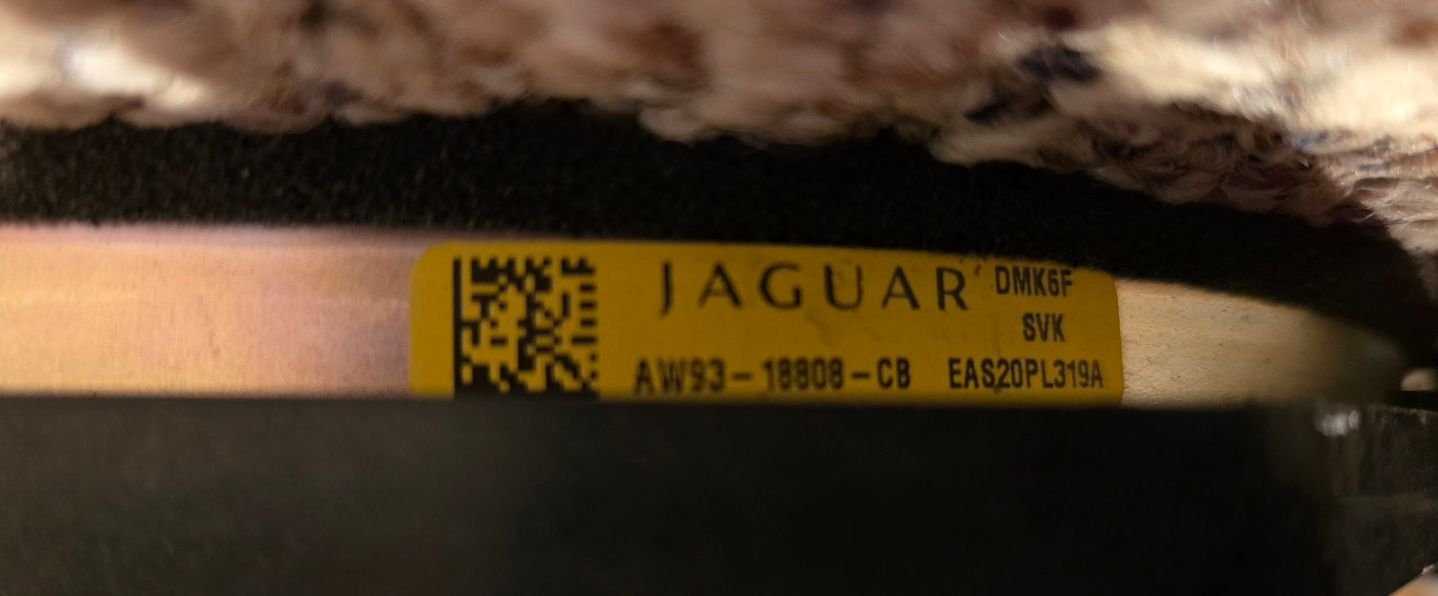 JAGUAR DMK6F
SVK
AW93-18808-CB EAS20PL319A